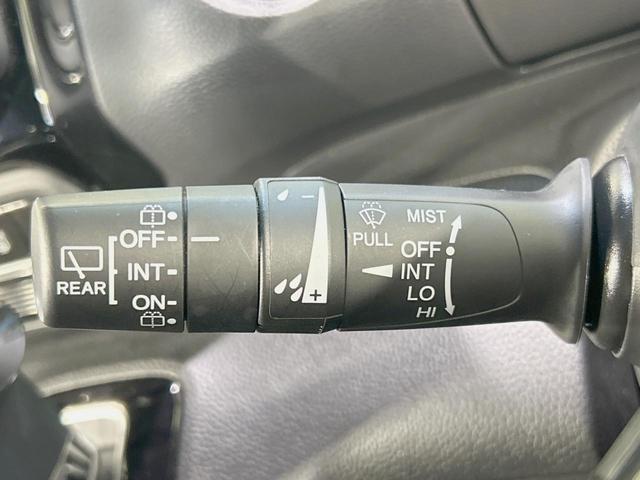 OFF
INT
ON
REAR
- 
+
PULL
MIST
OFF
INT
LO
HI